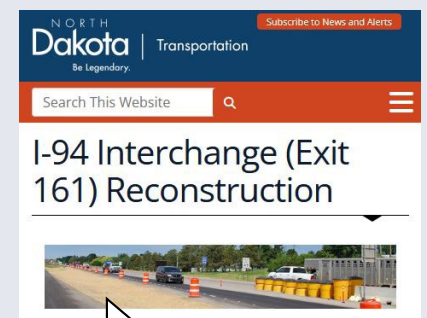 NORTH
Dakota | Transportation
Be Legendary.
Subscribe to News and Alerts
Search This Website
I-94 Interchange (Exit
161) Reconstruction